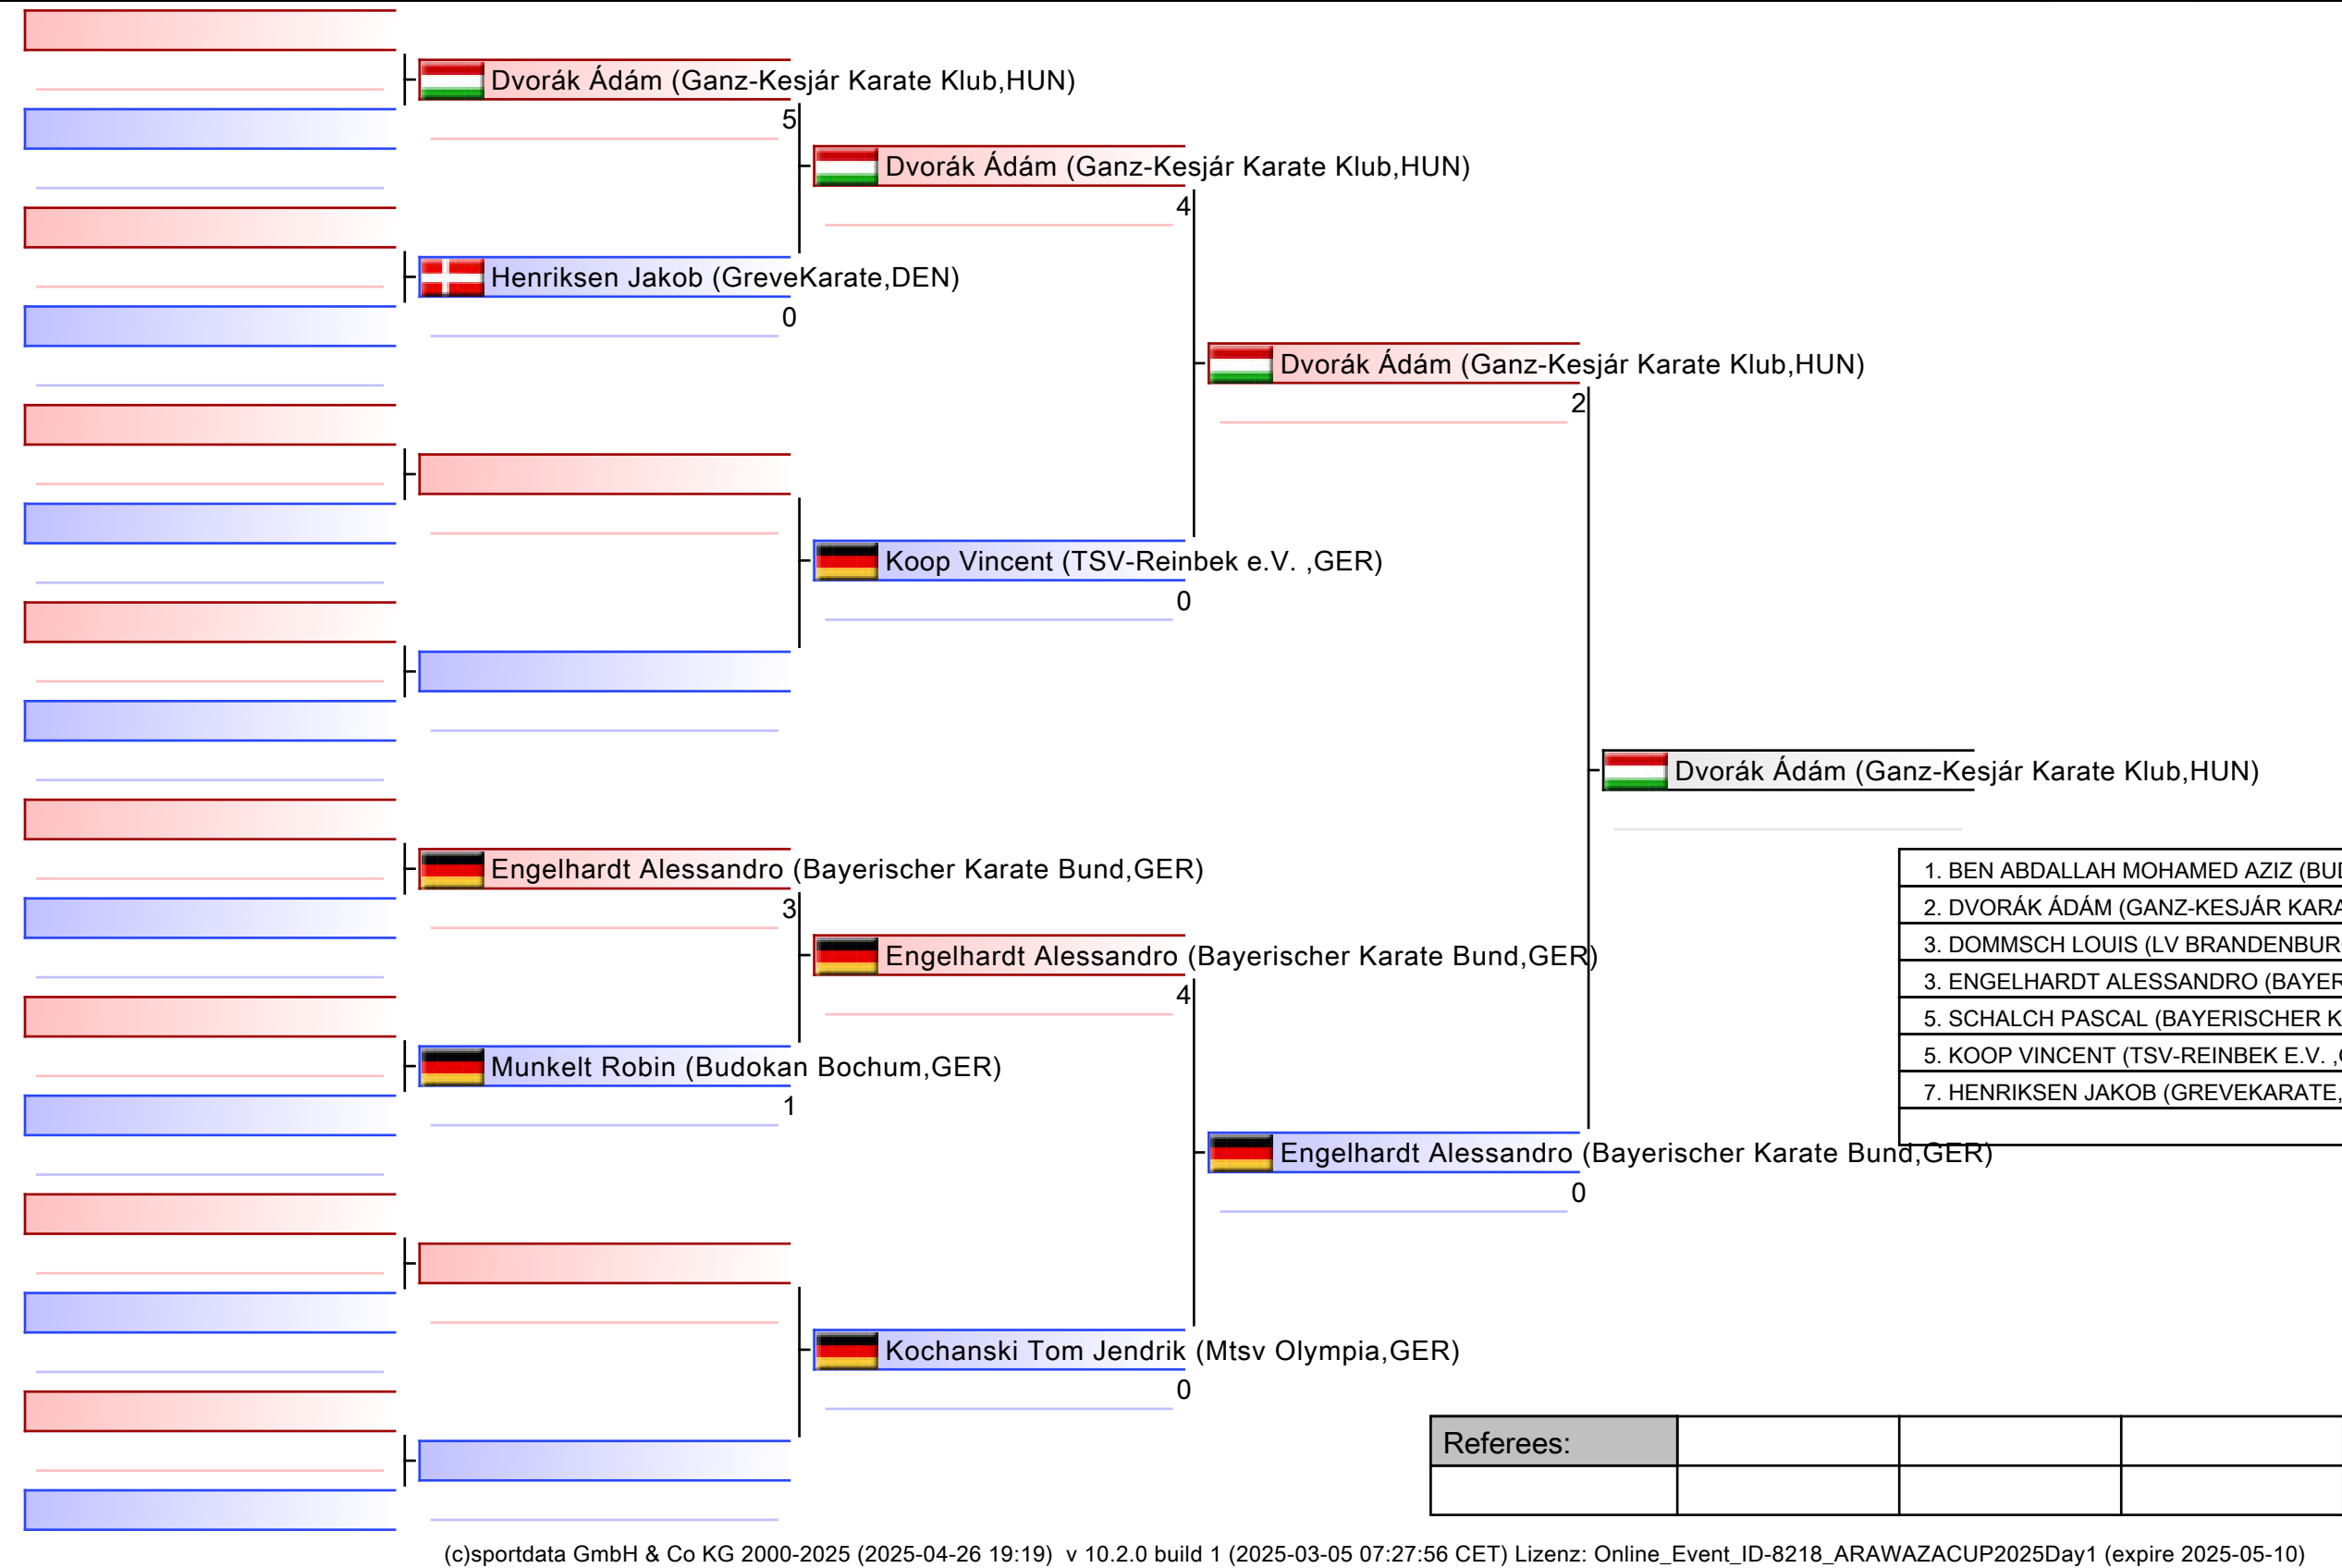 Dvorák Ádám (Ganz-Kesjár Karate Klub,HUN)
5
Dvorák Ádám (Ganz-Kesjár Karate Klub,HUN)
4
Henriksen Jakob (GreveKarate,DEN)
0
Dvorák Ádám (Ganz-Kesjár Karate Klub,HUN)
2
Koop Vincent (TSV-Reinbek e.V. ,GER)
0
Dvorák Ádám (Ganz-Kesjár Karate Klub,HUN)
Engelhardt Alessandro (Bayerischer Karate Bund,GER)
3
Engelhardt Alessandro (Bayerischer Karate Bund,GER)
4
Munkelt Robin (Budokan Bochum,GER)
1
1. BEN ABDALLAH MOHAMED AZIZ (BUD
2. DVORÁK ÁDÁM (GANZ-KESJÁR KARA
3. DOMMSCH LOUIS (LV BRANDENBURG
3. ENGELHARDT ALESSANDRO (BAYER
5. SCHALCH PASCAL (BAYERISCHER K
5. KOOP VINCENT (TSV-REINBEK E.V. ,G
7. HENRIKSEN JAKOB (GREVEKARATE,
Engelhardt Alessandro (Bayerischer Karate Bund,GER)
0
Kochanski Tom Jendrik (Mtsv Olympia,GER)
0
Referees:
(c)sportdata GmbH & Co KG 2000-2025 (2025-04-26 19:19) v 10.2.0 build 1 (2025-03-05 07:27:56 CET) Lizenz: Online_Event_ID-8218_ARAWAZACUP2025Day1 (expire 2025-05-10)